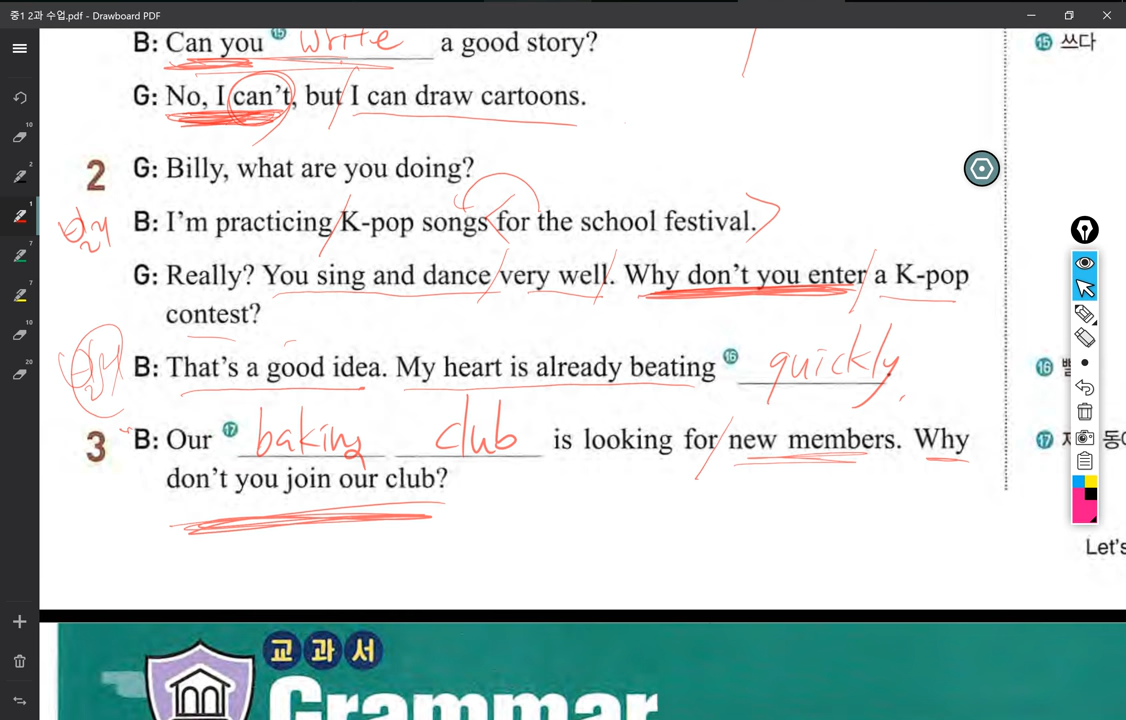 중1 2과 수업.pdf - Drawboard PDF
B: Can you ⑮ write a good story?
⑮ 쓰다
G: No, I can't, but I can draw cartoons.
2 G: Billy, what are you doing?
B: I'm practicing K-pop songs for the school festival.
G: Really? You sing and dance very well. Why don't you enter a K-pop
contest?
B: That's a good idea. My heart is already beating ⑯ quickly.
⑯
3 B: Our ⑰ baking club is looking for new members. Why
⑰
don't you join our club?
Let's
교과서
Grammar